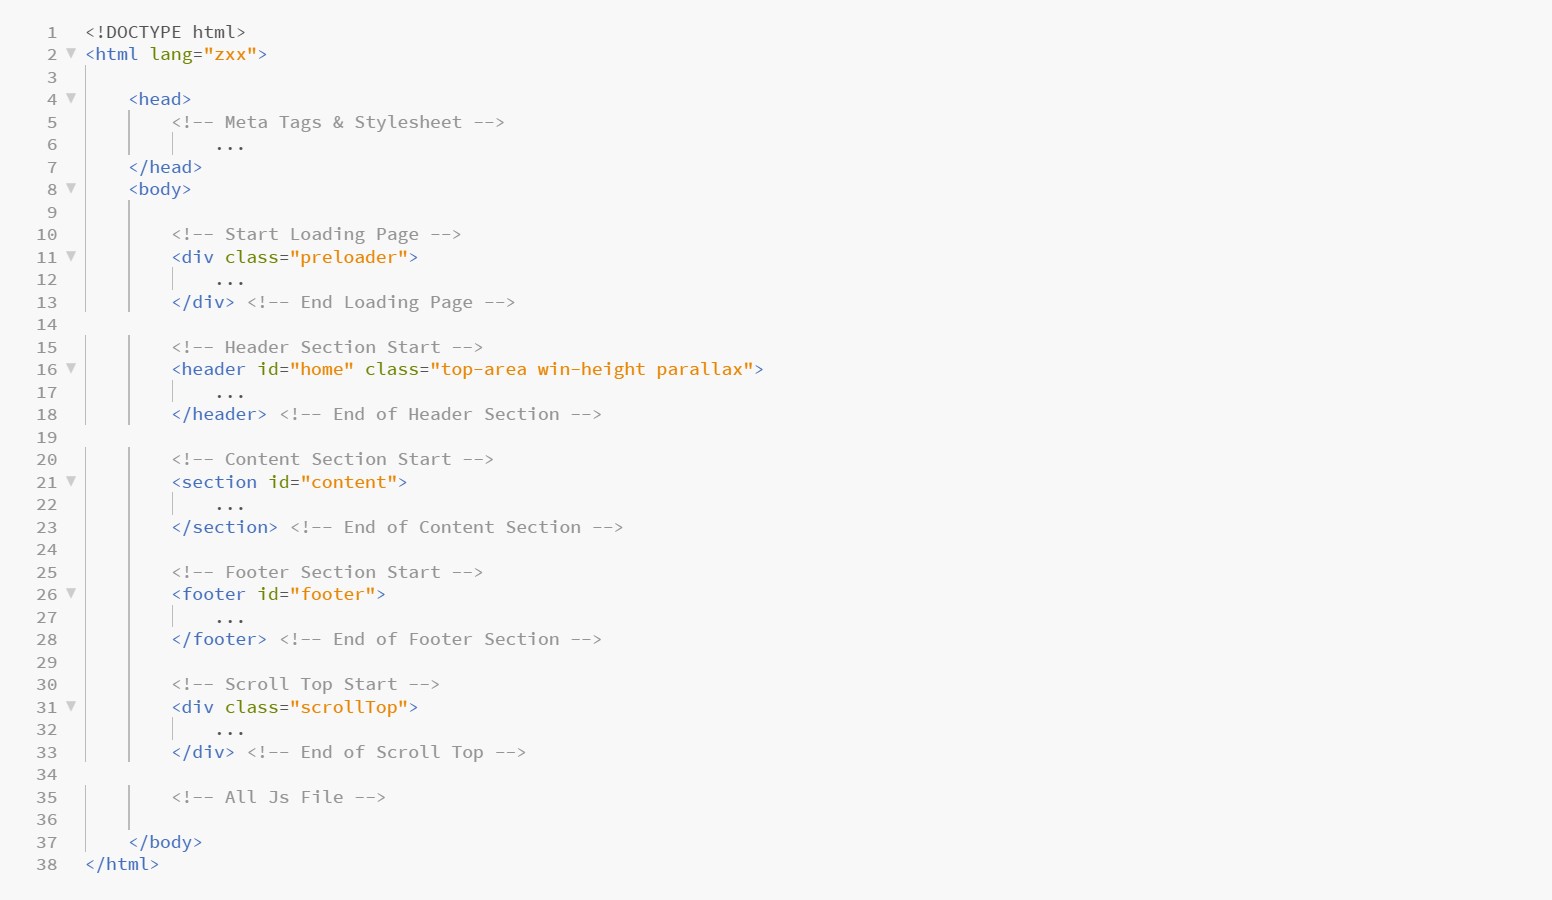 1 <!DOCTYPE html>
2 <html lang="zxx">
3
4     <head>
5         <!-- Meta Tags & Stylesheet -->
6             ...
7     </head>
8     <body>
9
10         <!-- Start Loading Page -->
11         <div class="preloader">
12             ...
13         </div> <!-- End Loading Page -->
14
15         <!-- Header Section Start -->
16         <header id="home" class="top-area win-height parallax">
17             ...
18         </header> <!-- End of Header Section -->
19
20         <!-- Content Section Start -->
21         <section id="content">
22             ...
23         </section> <!-- End of Content Section -->
24
25         <!-- Footer Section Start -->
26         <footer id="footer">
27             ...
28         </footer> <!-- End of Footer Section -->
29
30         <!-- Scroll Top Start -->
31         <div class="scrollTop">
32             ...
33         </div> <!-- End of Scroll Top -->
34
35         <!-- All Js File -->
36
37     </body>
38 </html>